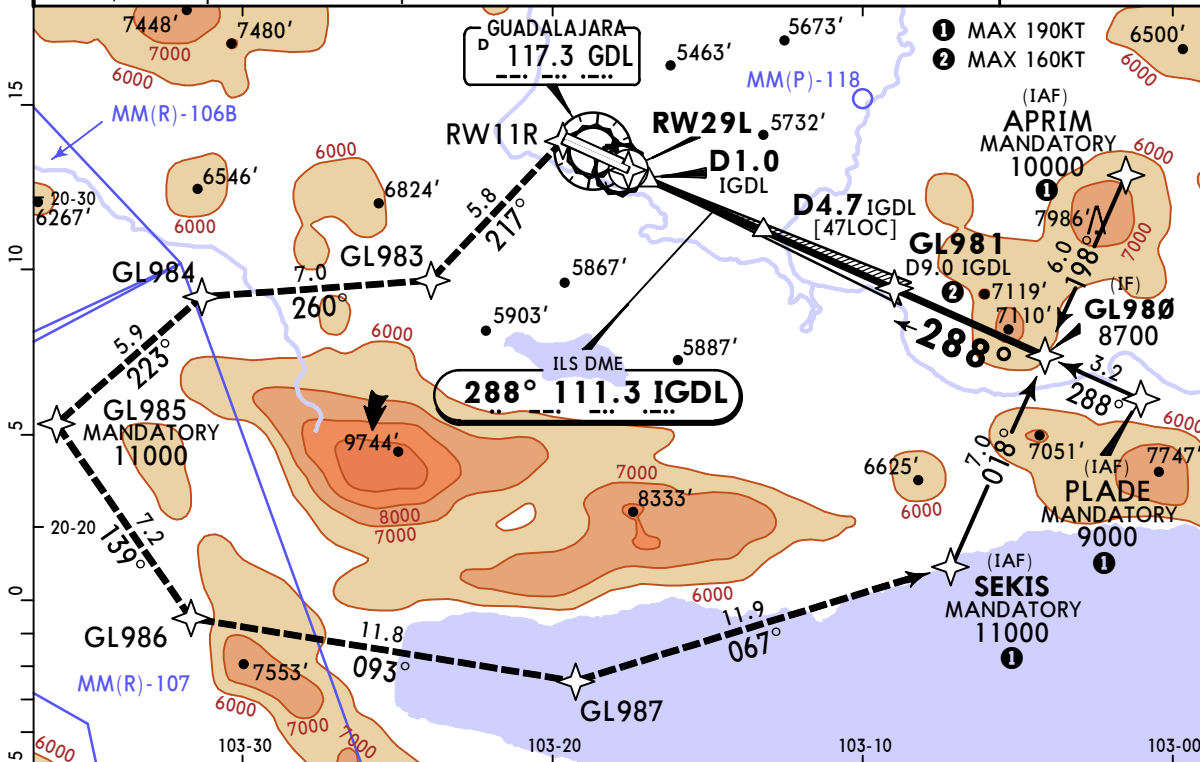 7448’
7480’
7000
6000
GUADALAJARA
D 117.3 GDL
5463’
5673’
❶ MAX 190KT
❷ MAX 160KT
6500’
6000
15
MM(R)-106B
MM(P)-118
(IAF)
APRIM
MANDATORY
10000
❶
6000
RW11R
RW29L
5732’
D1.0
IGDL
6000
6546’
6824’
6000
20-30
6267’
5.8
217°
D4.7 IGDL
[47LOC]
7986’
7000
6.0
198°
10
GL984
GL983
7.0
260°
5867’
GL981
D9.0 IGDL
❷
7119’
7110’
(IF)
GL98Ø
8700
5903’
5887’
6000
288°
5.9
223°
ILS DME
288° 111.3 IGDL
3.2
288°
GL985
MANDATORY
11000
5
9744’
8000
7000
7000
8333’
6625’
6000
7.0
018°
7051’
6000
7747’
(IAF)
PLADE
MANDATORY
9000
❶
20-20
7.2
139°
0
6000
(IAF)
SEKIS
MANDATORY
11000
❶
GL986
11.8
093°
11.9
067°
MM(R)-107
7553’
6000
7000
7000
GL987
5
6000
103-30
103-20
103-10
103-00